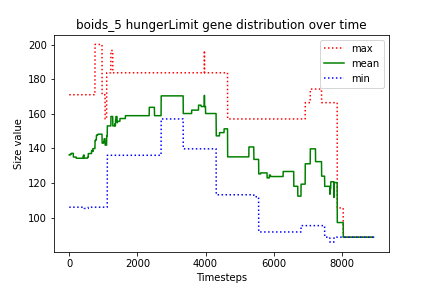 boids_5 hungerLimit gene distribution over time
max
mean
min
Size value
200
180
160
140
120
100
0
2000
4000
6000
8000
Timesteps